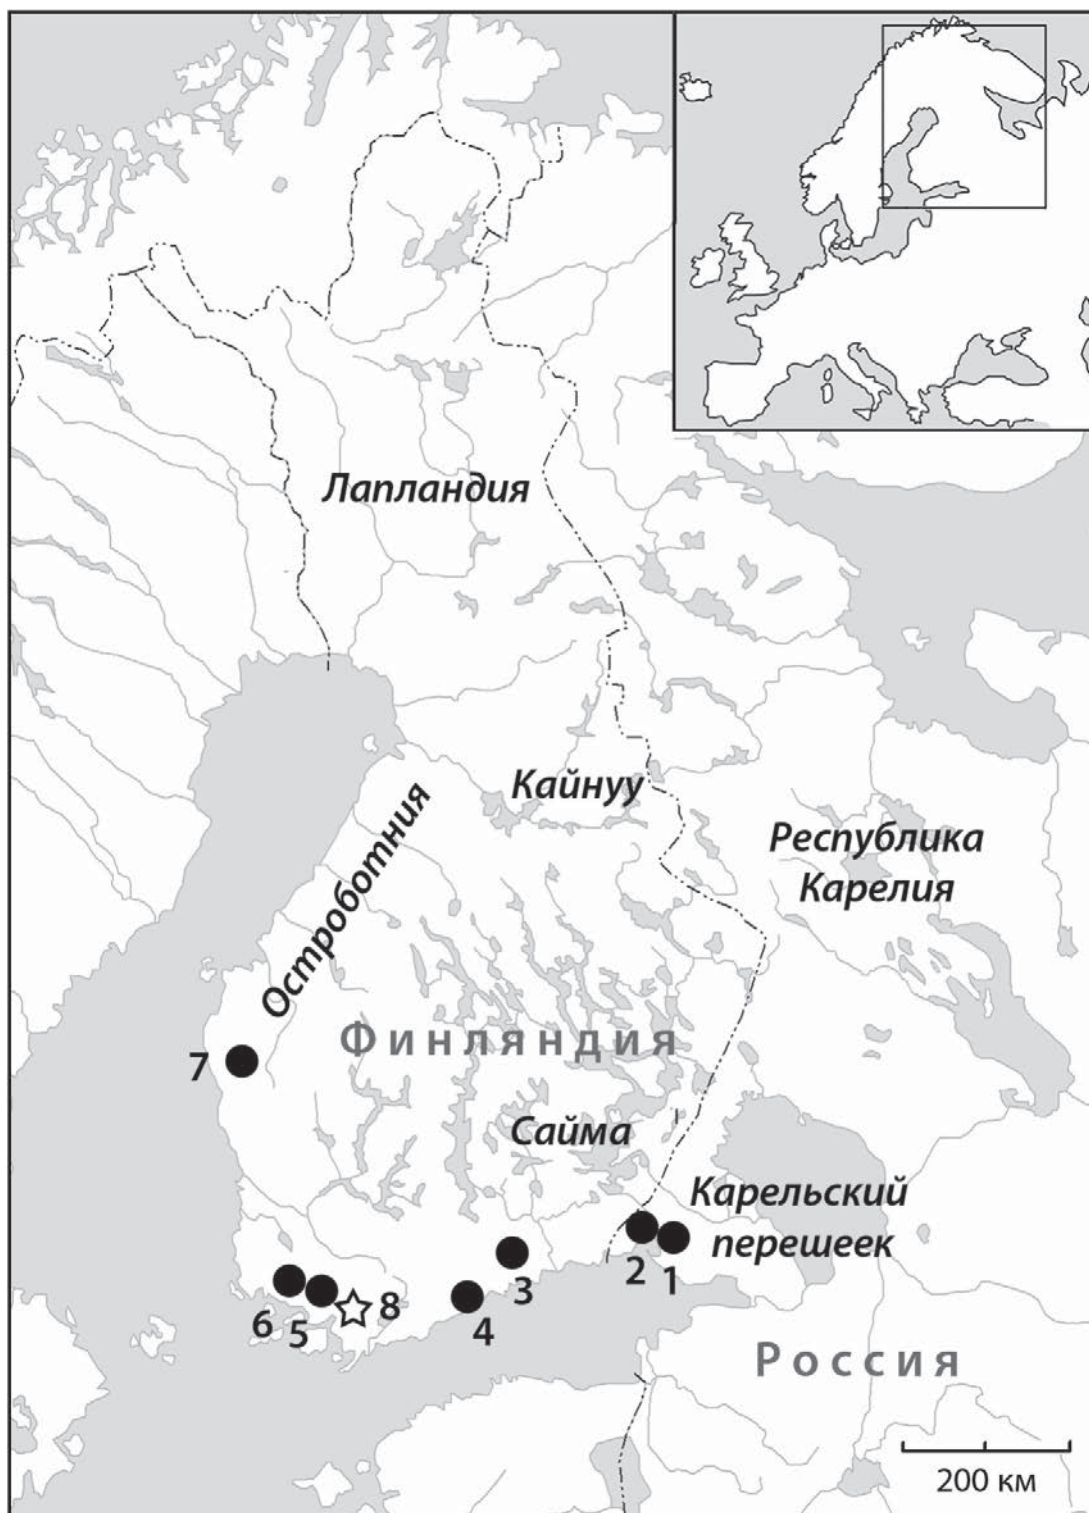 Лапландия
Кайнуу
Остроботния
Республика
Карелия
Финляндия
7
Сайма
Карельский
перешеек
2
1
3
4
6
5
8
Россия
200 км